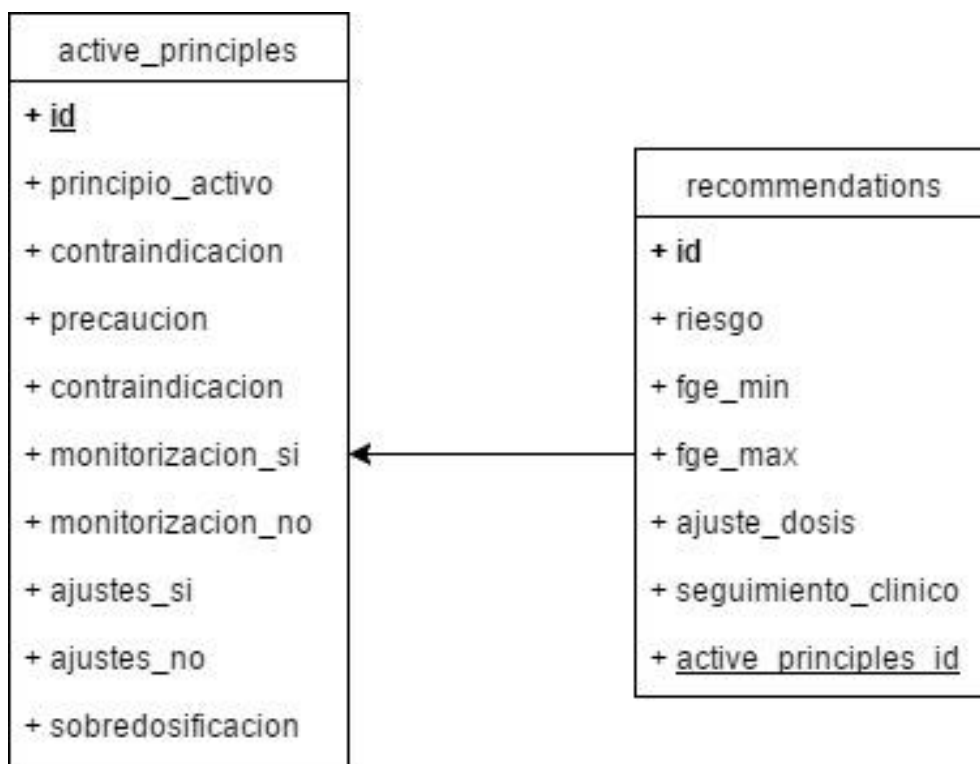 active_principles
+ id
+ principio_activo
+ contraindicacion
+ precaucion
+ contraindicacion
+ monitorizacion_si
+ monitorizacion_no
+ ajustes_si
+ ajustes_no
+ sobredosificacion
recommendations
+ id
+ riesgo
+ fge_min
+ fge_max
+ ajuste_dosis
+ seguimiento_clinico
+ active_principles_id